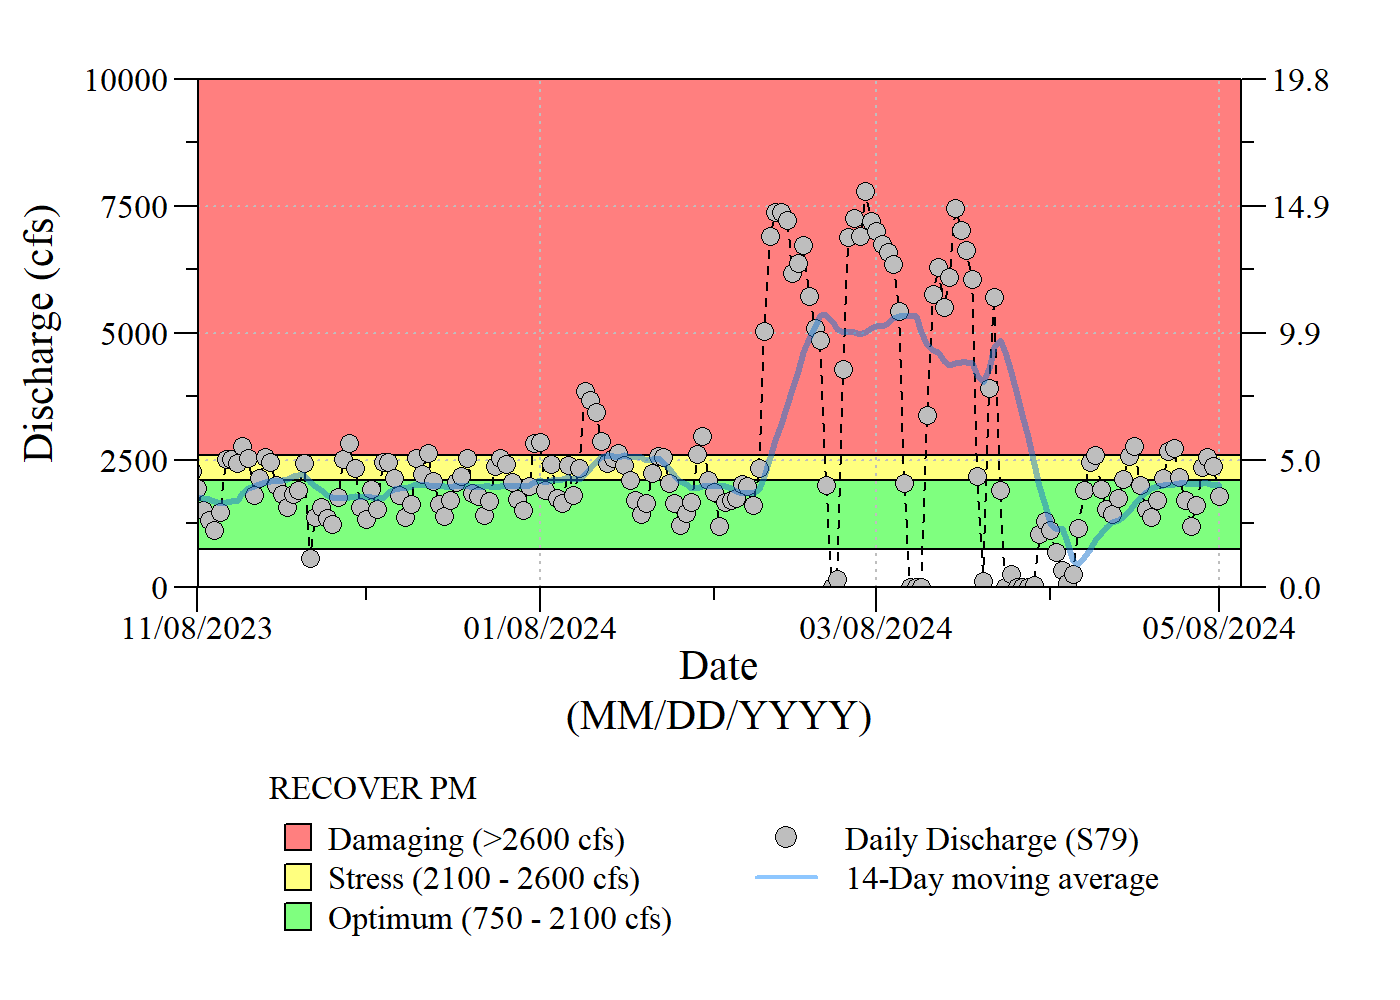 10000
7500
5000
2500
0
Discharge (cfs)
19.8
14.9
9.9
5.0
0.0
11/08/2023
01/08/2024
03/08/2024
05/08/2024
Date
(MM/DD/YYYY)
RECOVER PM
Damaging (>2600 cfs)
Stress (2100 - 2600 cfs)
Optimum (750 - 2100 cfs)
Daily Discharge (S79)
14-Day moving average